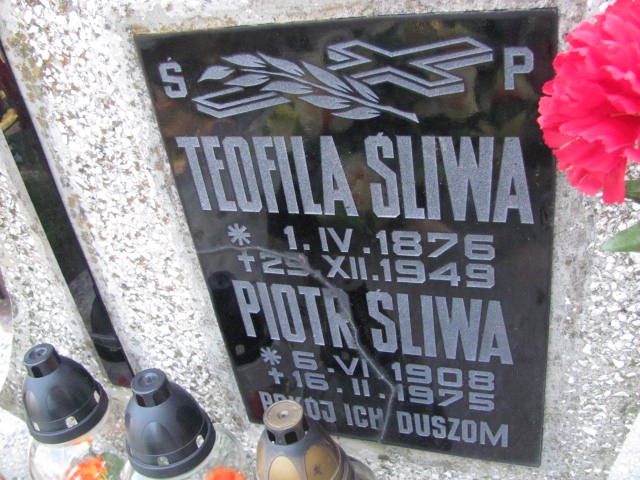 Ś P
TEOFILA ŚLIWA
* 1. IV. 1876
+ 29 XII. 1949
PIOTR ŚLIWA
* 6. VI. 1908
+ 16. II. 1975
POKÓJ ICH DUSZOM